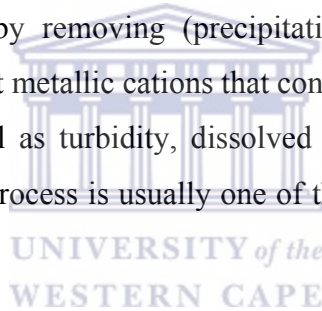 by removing (precipitati
t metallic cations that con
l as turbidity, dissolved
rocess is usually one of th
UNIVERSITY of the
WESTERN CAPE